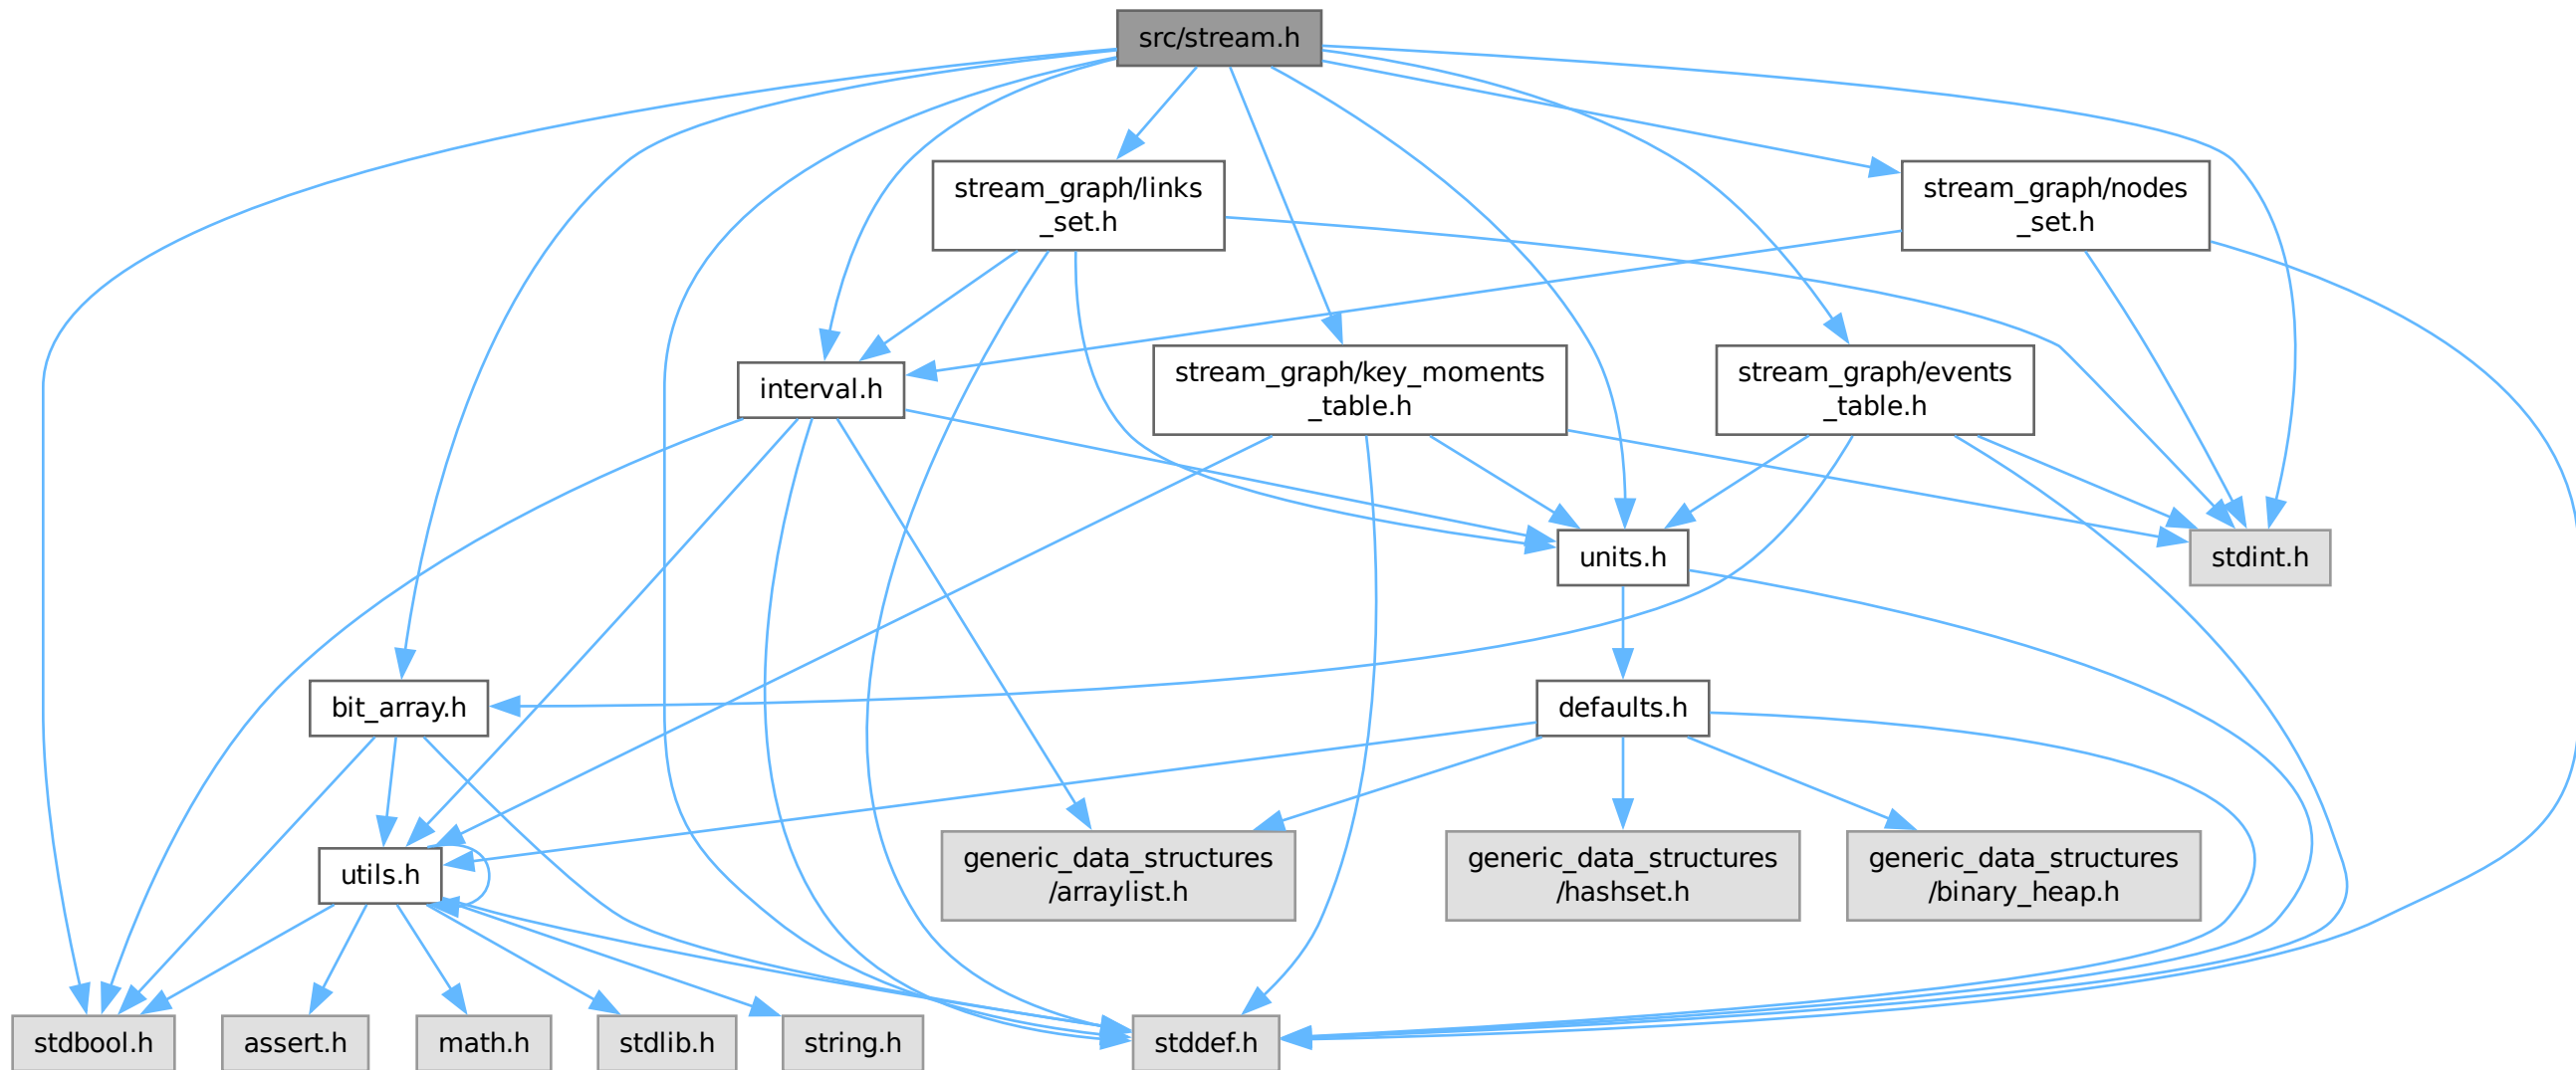 src/stream.h
stream_graph/links
_set.h
stream_graph/nodes
_set.h
interval.h
stream_graph/key_moments
_table.h
stream_graph/events
_table.h
units.h
stdint.h
bit_array.h
defaults.h
utils.h
generic_data_structures
/arraylist.h
generic_data_structures
/hashset.h
generic_data_structures
/binary_heap.h
stdbool.h
assert.h
math.h
stdlib.h
string.h
stddef.h